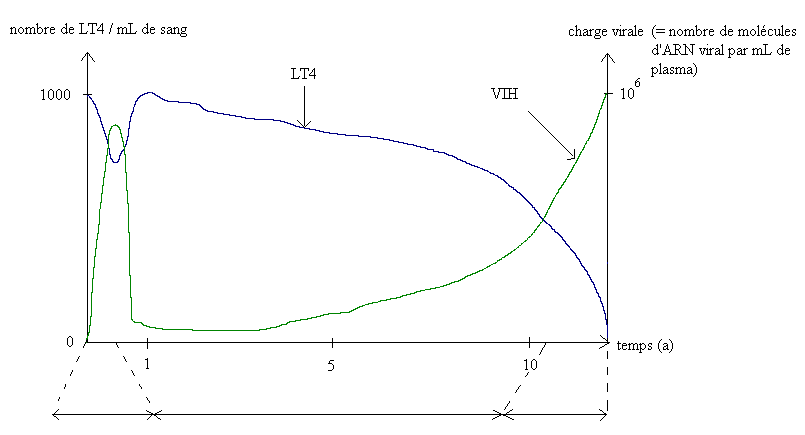 nombre de LT4 / mL de sang
charge virale (= nombre de molécules
d'ARN viral par mL de
plasma)
LT4
VIH
1000
10^6
0
temps (a)
1
5
10